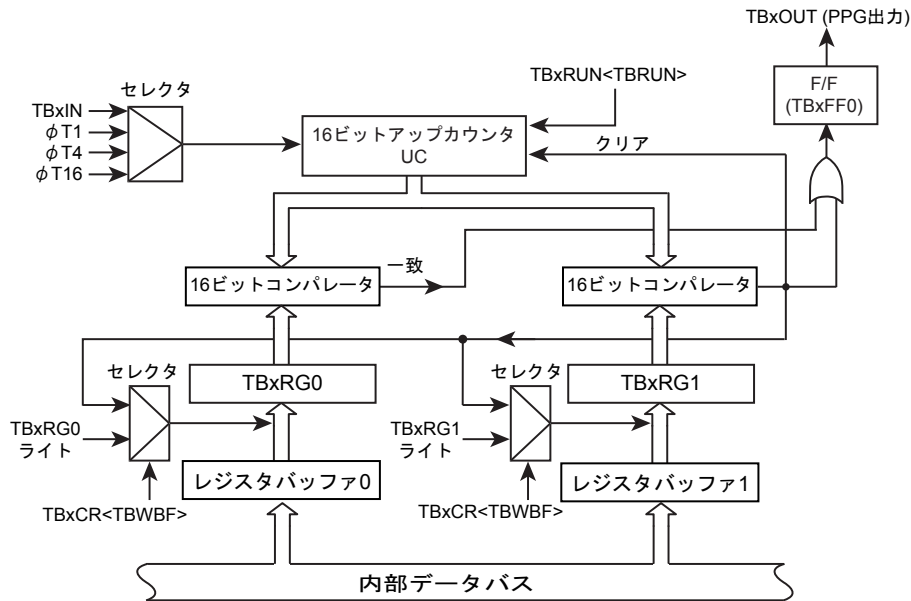 TBxOUT (PPG出力)
F/F
(TBxFF0)
TBxRUN<TBRUN>
セレクタ
TBxIN
φT1
φT4
φT16
16ビットアップカウンタ
UC
クリア
16ビットコンパレータ
一致
16ビットコンパレータ
セレクタ
TBxRG0
セレクタ
TBxRG1
TBxRG0
ライト
TBxRG1
ライト
レジスタバッファ0
レジスタバッファ1
TBxCR<TBWBF>
TBxCR<TBWBF>
内部データバス